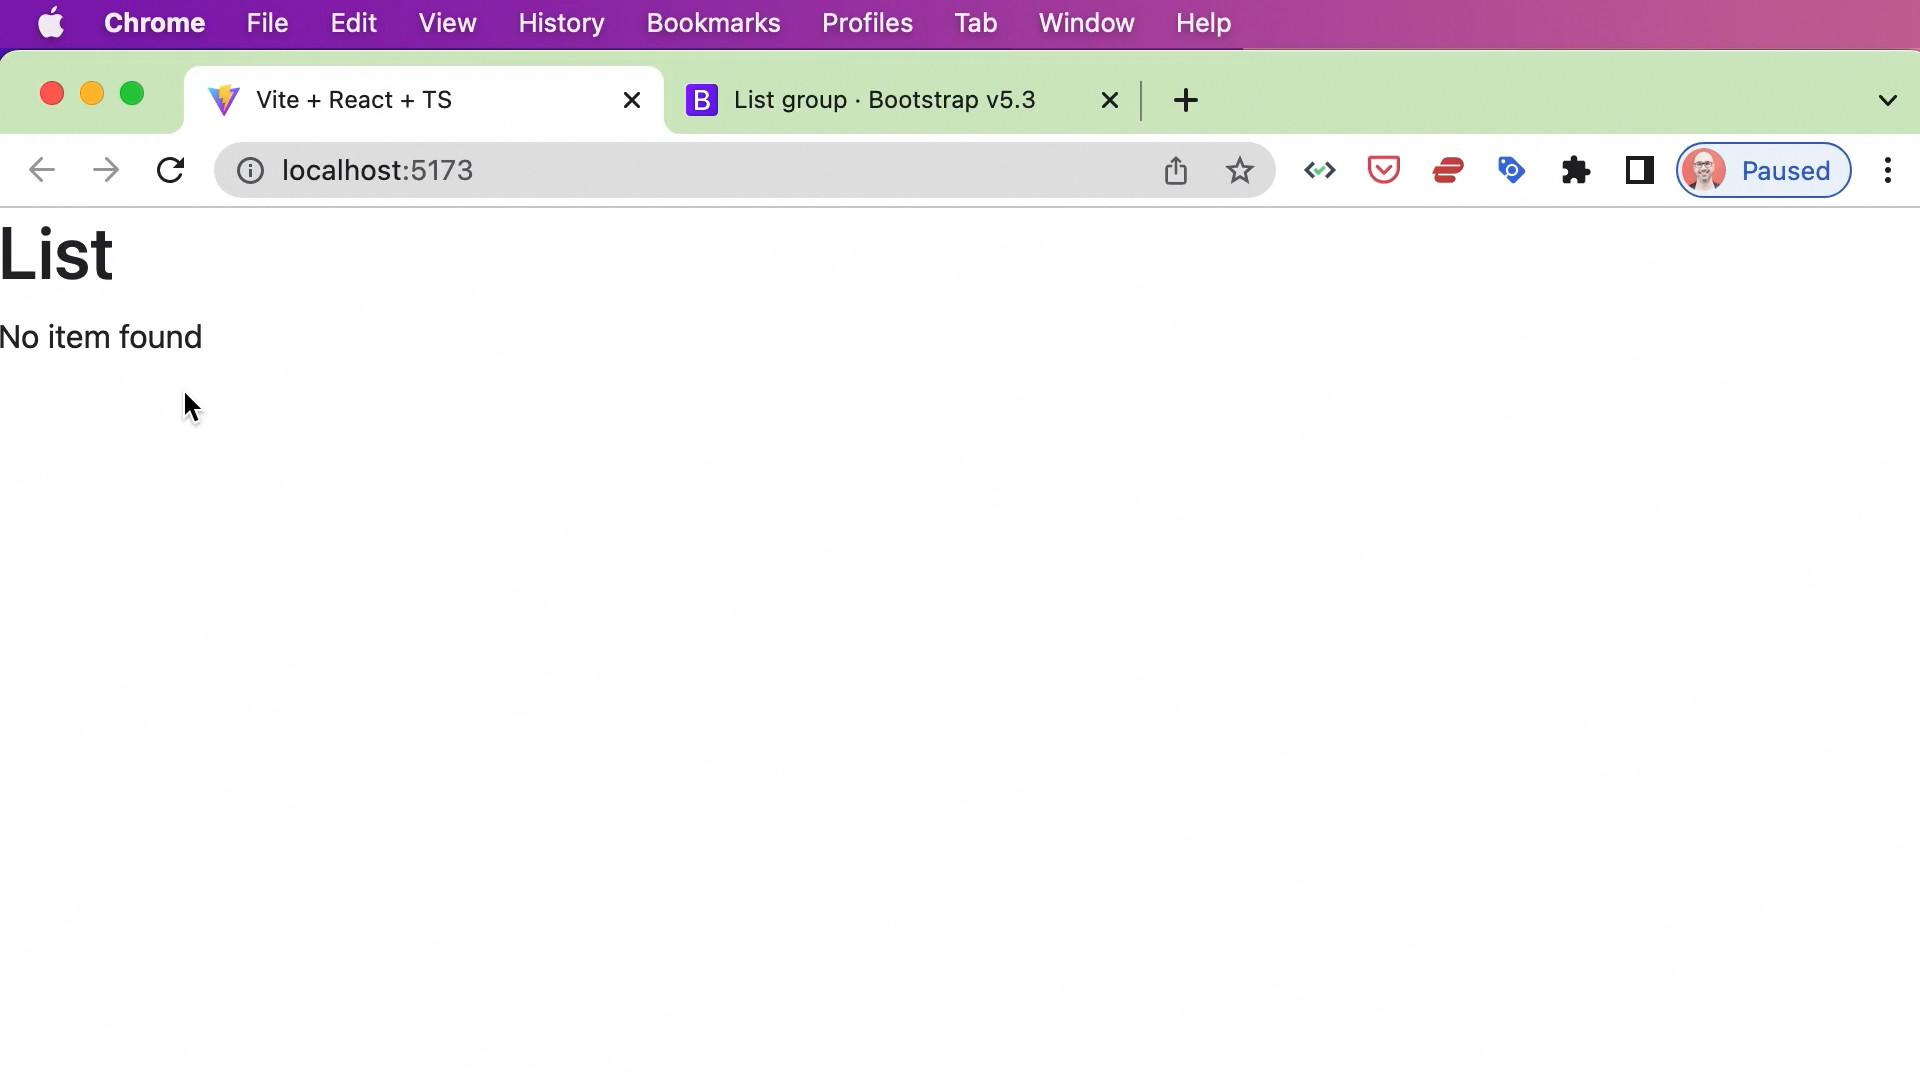 Chrome File Edit View History Bookmarks Profiles Tab Window Help
Vite + React + TS
B List group · Bootstrap v5.3
localhost:5173
Paused
List
No item found